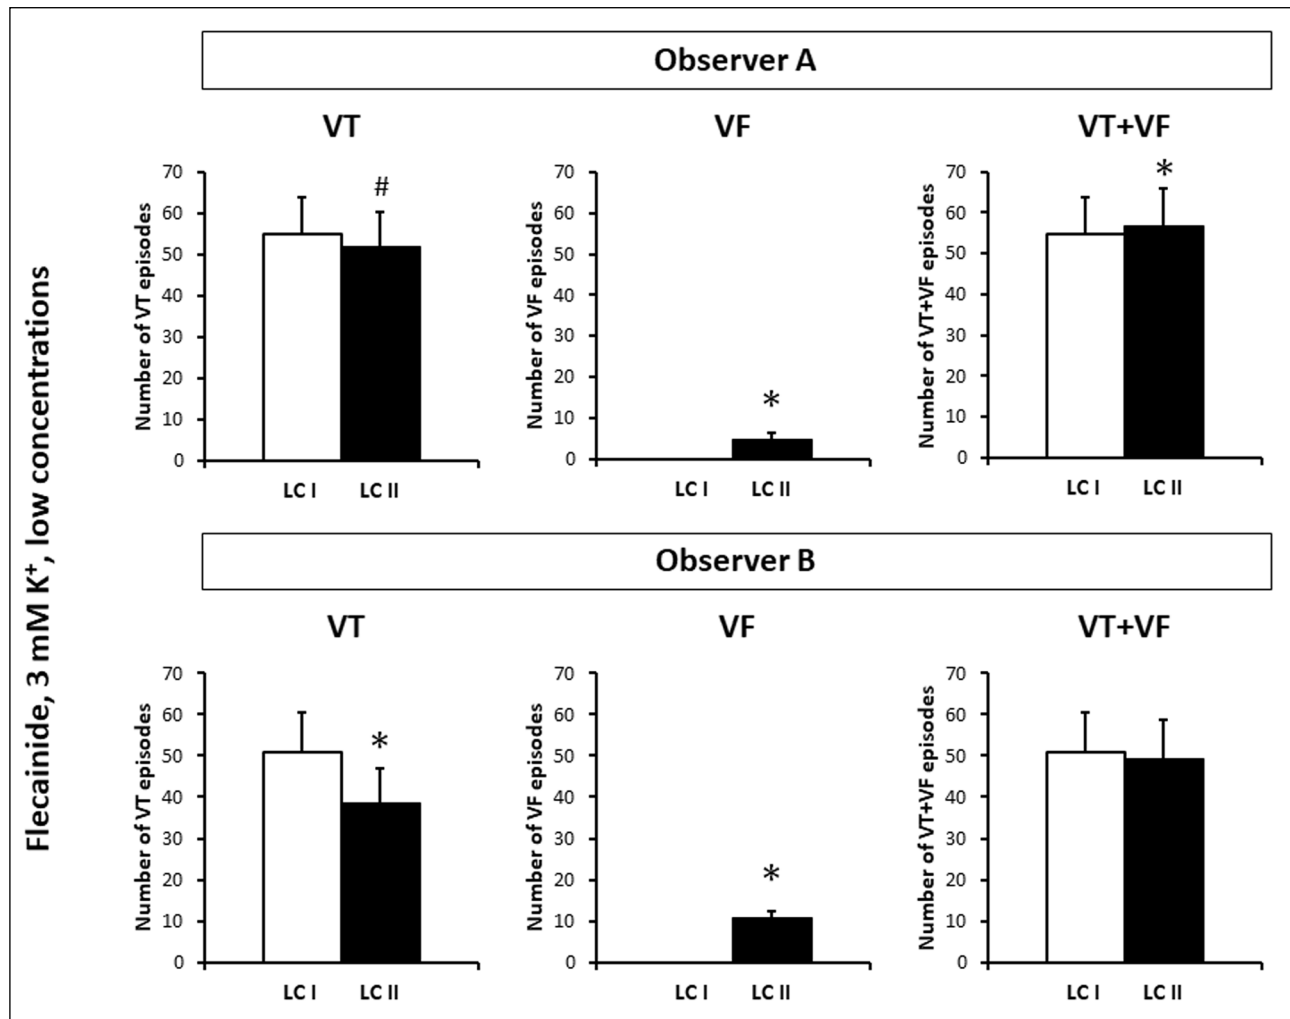 Flecainide, 3 mM K⁺, low concentrations
Observer A
VT
Number of VT episodes
70
60
50
40
30
20
10
0
#
LC I LC II
VF
Number of VF episodes
70
60
50
40
30
20
10
0
*
LC I LC II
VT+VF
Number of VT+VF episodes
70
60
50
40
30
20
10
0
*
LC I LC II
Observer B
VT
Number of VT episodes
70
60
50
40
30
20
10
0
*
LC I LC II
VF
Number of VF episodes
70
60
50
40
30
20
10
0
*
LC I LC II
VT+VF
Number of VT+VF episodes
70
60
50
40
30
20
10
0
LC I LC II